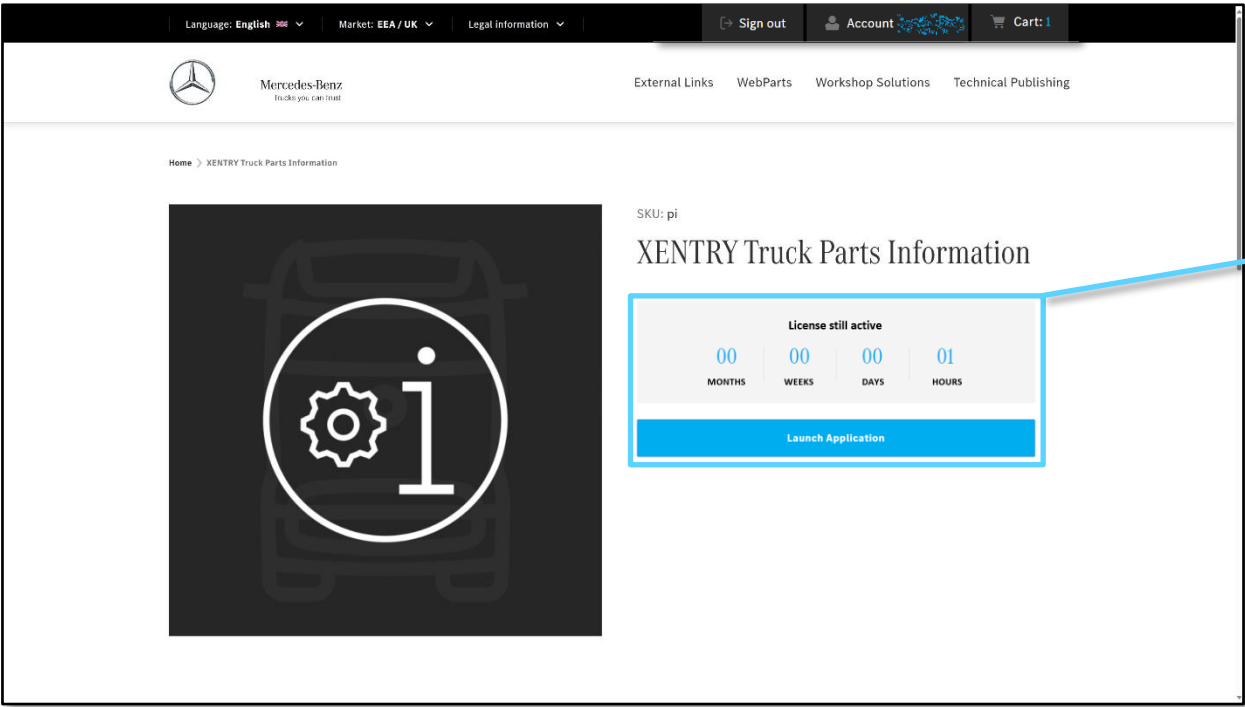 Language: English
Market: EEA / UK
Legal information
Sign out
Account
Cart: 1
Mercedes-Benz
Trucks you can trust
External Links
WebParts
Workshop Solutions
Technical Publishing
Home > XENTRY Truck Parts Information
SKU: pi
XENTRY Truck Parts Information
License still active
00 00 00 01
MONTHS WEEKS DAYS HOURS
Launch Application